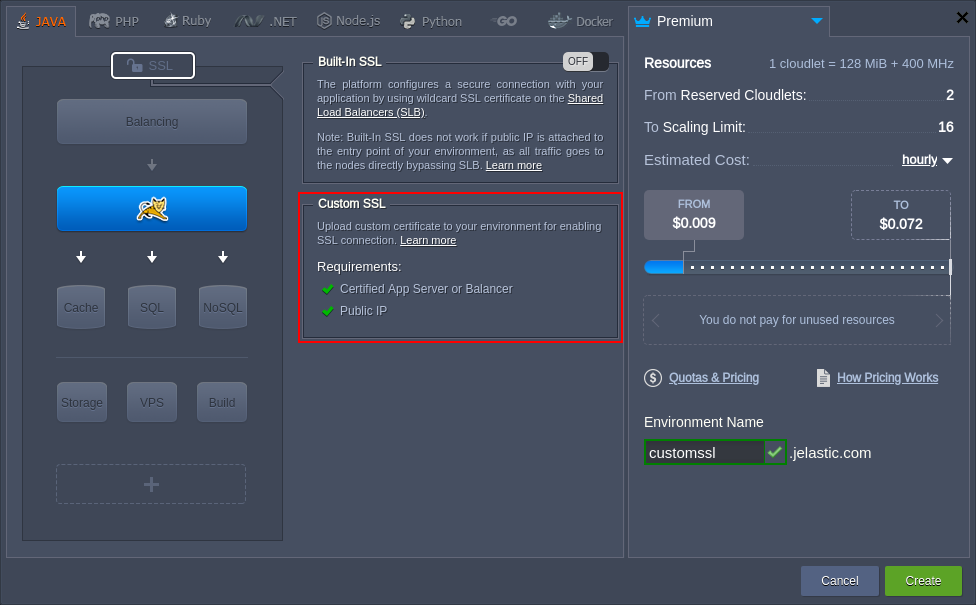 JAVA PHP Ruby .NET Node.js Python GO Docker
Premium
SSL
Balancing
Cache SQL NoSQL
Storage VPS Build
Built-In SSL OFF
The platform configures a secure connection with your
application by using wildcard SSL certificate on the Shared
Load Balancers (SLB).
Note: Built-In SSL does not work if public IP is attached to
the entry point of your environment, as all traffic goes to
the nodes directly bypassing SLB. Learn more
Custom SSL
Upload custom certificate to your environment for enabling
SSL connection. Learn more
Requirements:
Certified App Server or Balancer
Public IP
Resources 1 cloudlet = 128 MiB + 400 MHz
From Reserved Cloudlets: 2
To Scaling Limit: 16
Estimated Cost: hourly
FROM
$0.009
TO
$0.072
You do not pay for unused resources
Quotas & Pricing How Pricing Works
Environment Name
customssl .jelastic.com
Cancel Create